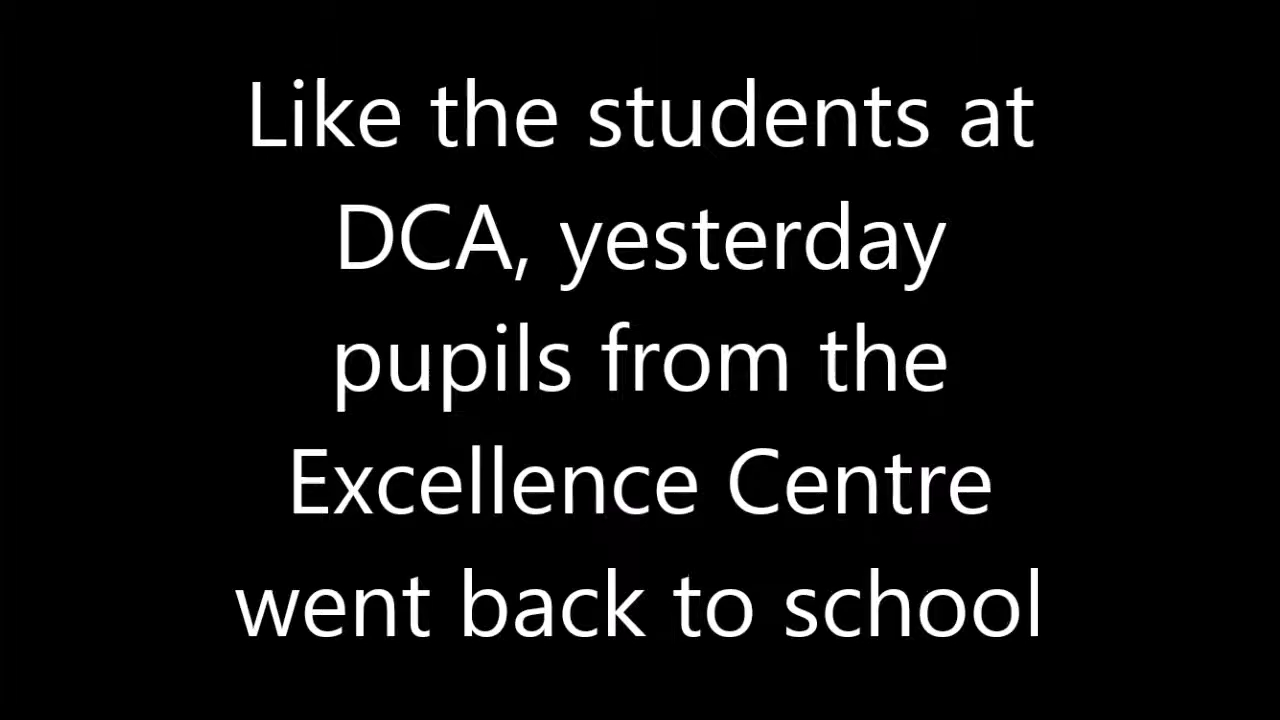 Like the students at
DCA, yesterday
pupils from the
Excellence Centre
went back to school